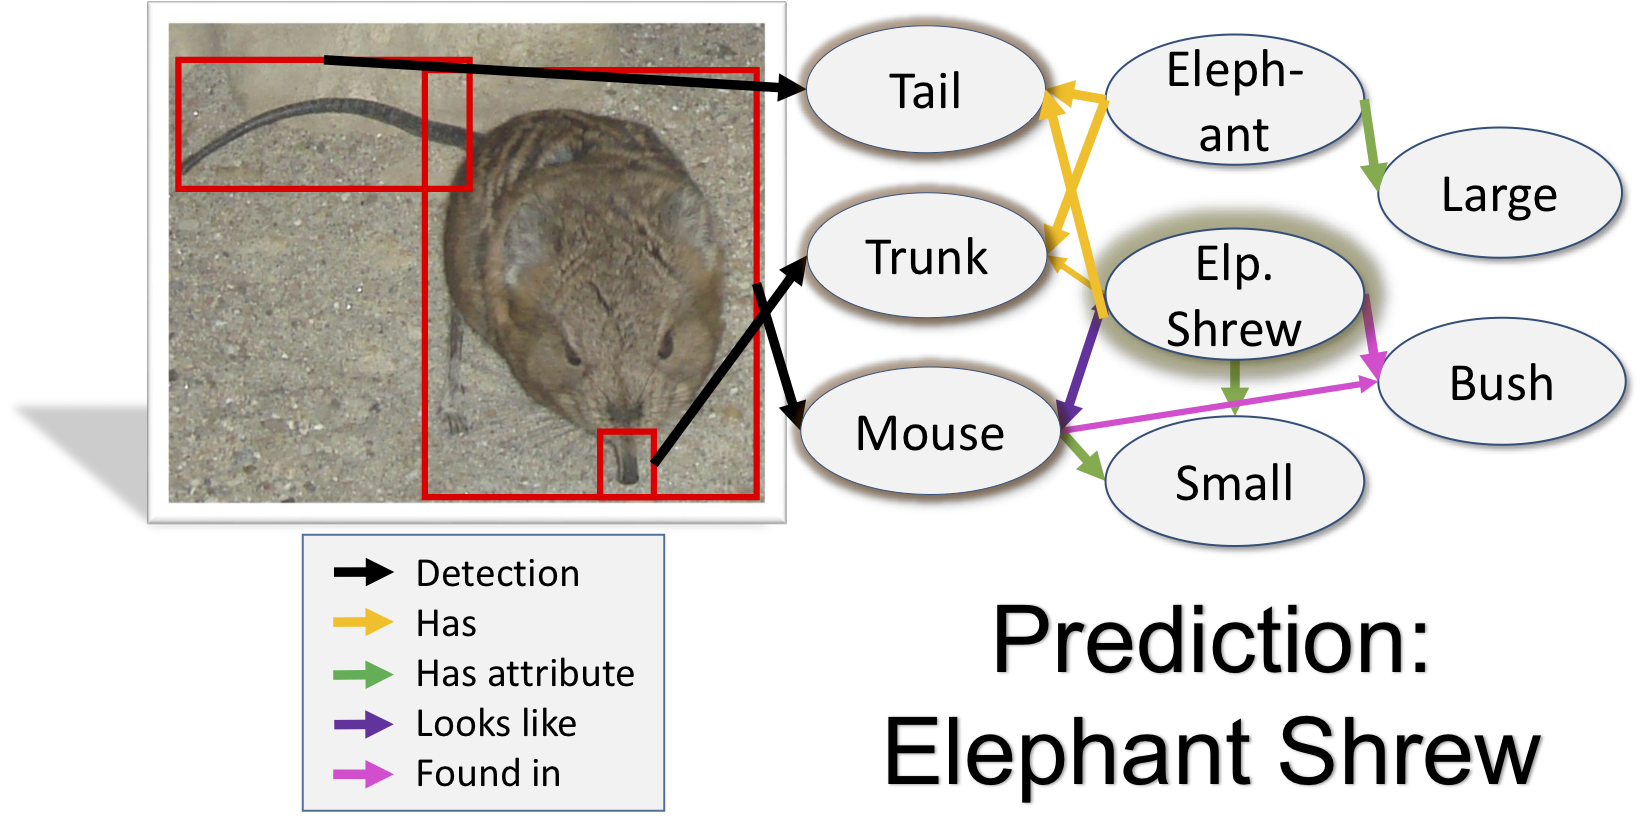 Tail
Eleph-
ant
Large
Trunk
Elp.
Shrew
Bush
Mouse
Small
Detection
Has
Has attribute
Looks like
Found in
Prediction:
Elephant Shrew